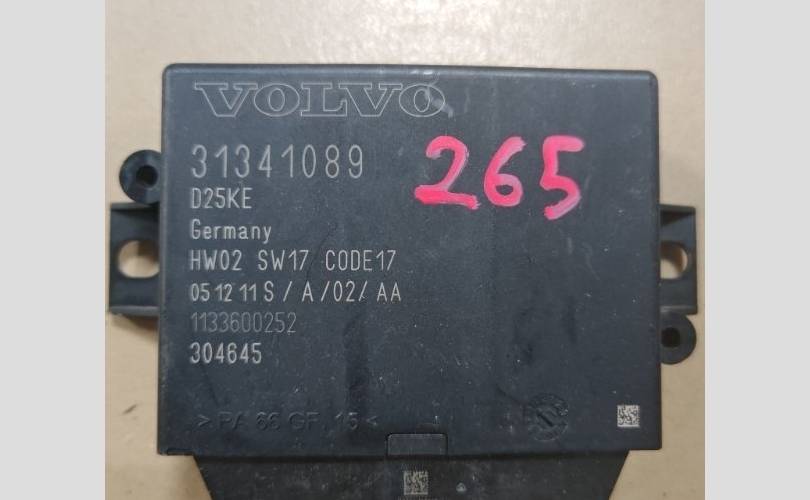 VOLVO
31341089
265
D25KE
Germany
HW02 SW17 CODE17
05 12 11 S / A / 02 / AA
1133600252
304645
> PA 66 GF 15 <